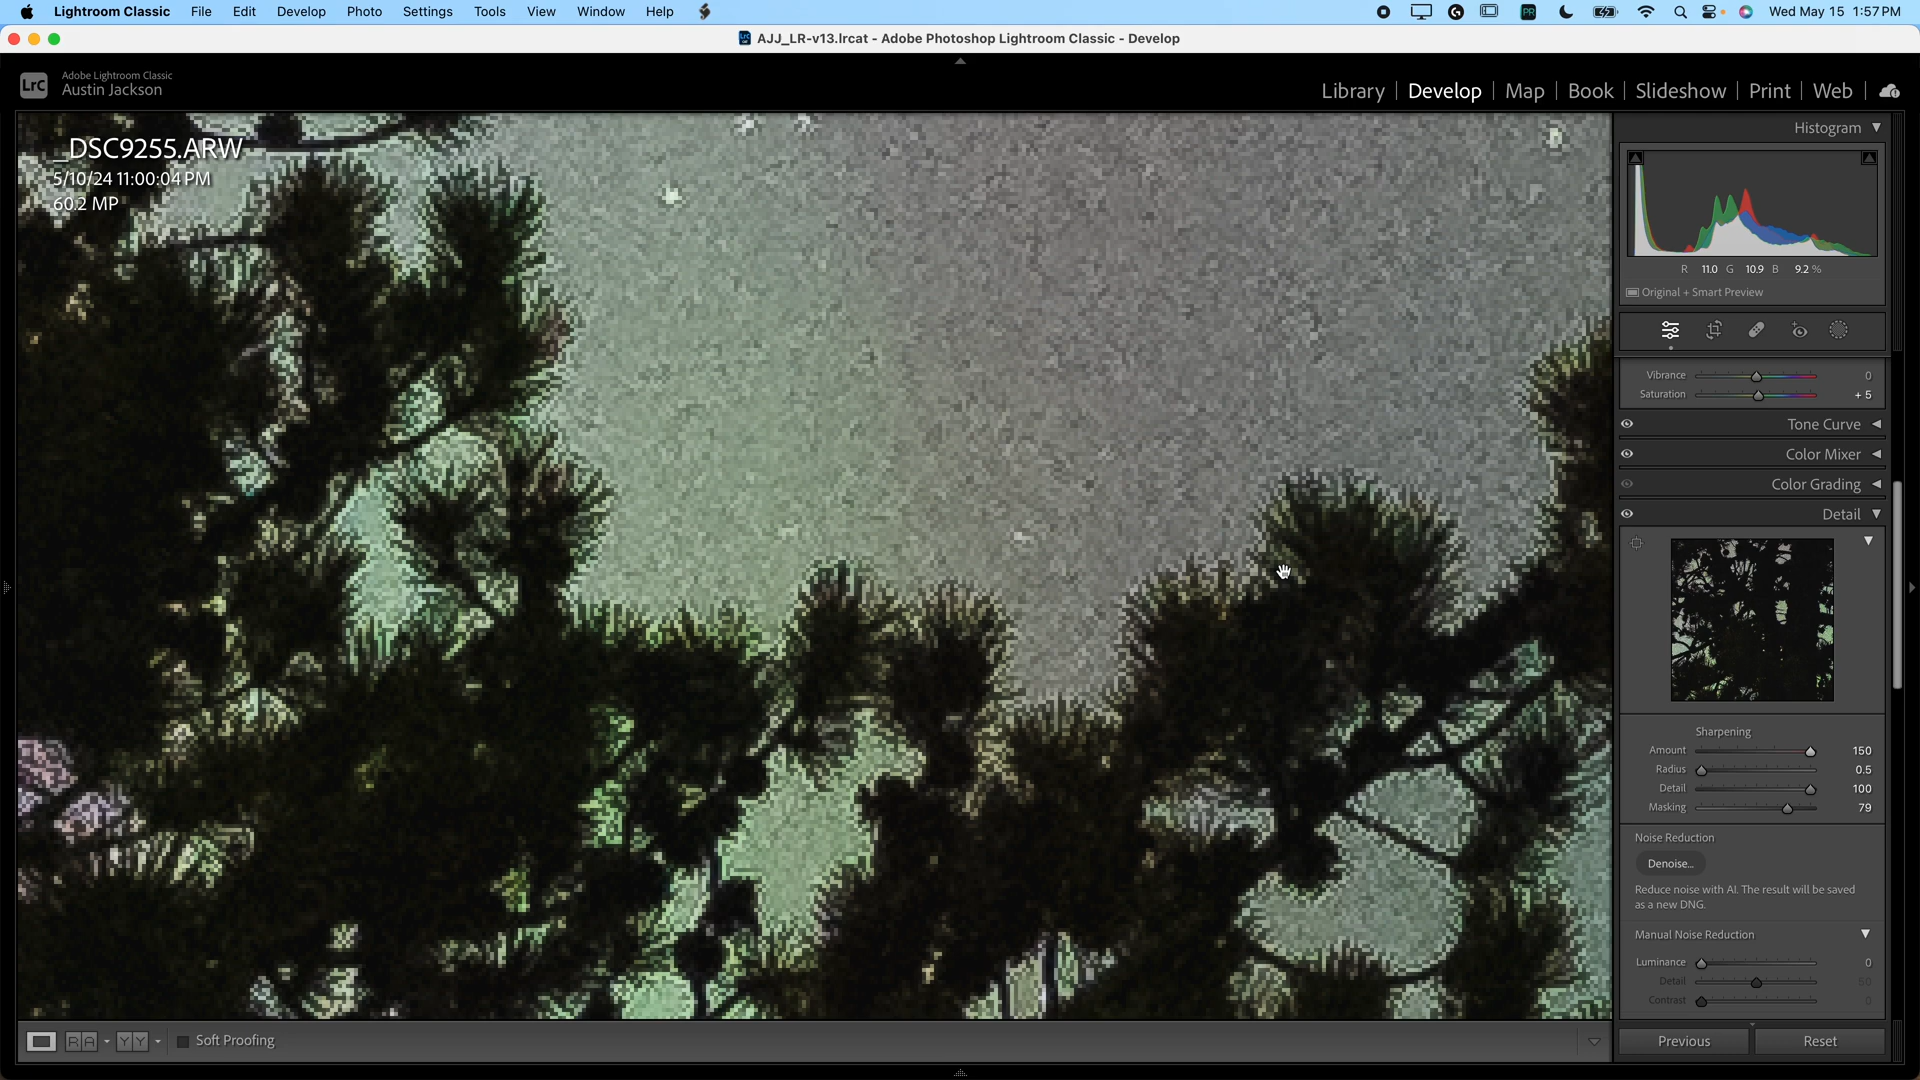 Lightroom Classic File Edit Develop Photo Settings Tools View Window Help Wed May 15 1:57 PM
AJJ_LR-v13.lrcat - Adobe Photoshop Lightroom Classic - Develop
LrC
Adobe Lightroom Classic
Austin Jackson
Library | Develop | Map | Book | Slideshow | Print | Web
_DSC9255.ARW
5/10/24 11:00:04 PM
60.2 MP
Histogram
R 11.0 G 10.9 B 9.2 %
Original + Smart Preview
Vibrance 0
Saturation + 5
Tone Curve
Color Mixer
Color Grading
Detail
Sharpening
Amount 150
Radius 0.5
Detail 100
Masking 79
Noise Reduction
Denoise...
Reduce noise with AI. The result will be saved
as a new DNG.
Manual Noise Reduction
Luminance 0
Detail 50
Contrast 0
R A Y Y Soft Proofing
Previous Reset